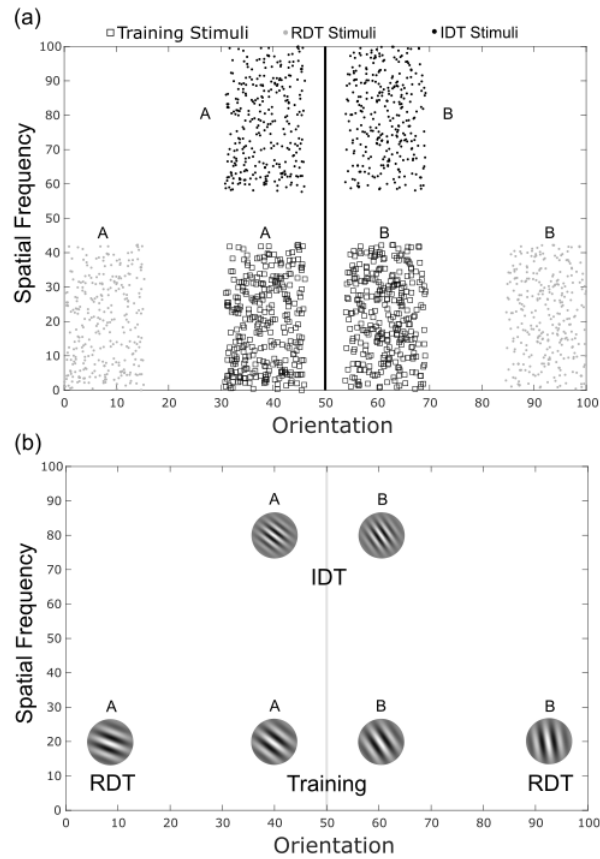 (a)
□ Training Stimuli RDT Stimuli IDT Stimuli
100
90
80
70
60
50
40
30
20
10
0
Spatial Frequency
A
B
A
A
B
B
0 10 20 30 40 50 60 70 80 90 100
Orientation
(b)
100
90
80
70
60
50
40
30
20
10
0
Spatial Frequency
A
B
IDT
A
A
B
B
RDT
Training
RDT
0 10 20 30 40 50 60 70 80 90 100
Orientation